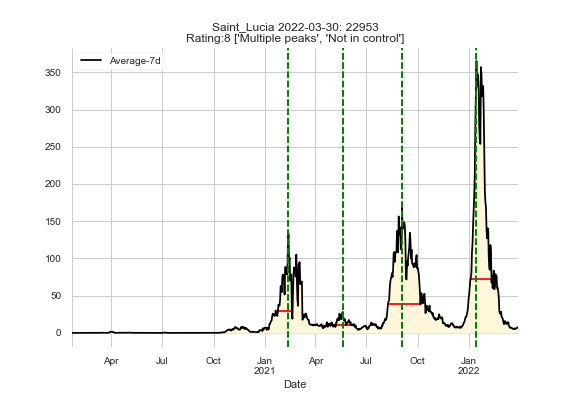 Saint_Lucia 2022-03-30: 22953
Rating:8 ['Multiple peaks', 'Not in control']
Average-7d
350
300
250
200
150
100
50
0
Apr
Jul
Oct
Jan
2021
Apr
Jul
Oct
Jan
2022
Date